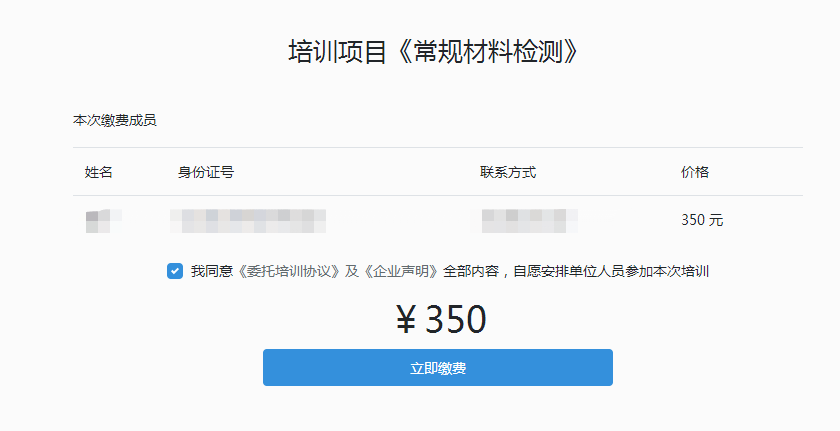 培训项目《常规材料检测》
本次缴费成员
姓名 身份证号 联系方式 价格
350 元
我同意《委托培训协议》及《企业声明》全部内容，自愿安排单位人员参加本次培训
¥ 350
立即缴费